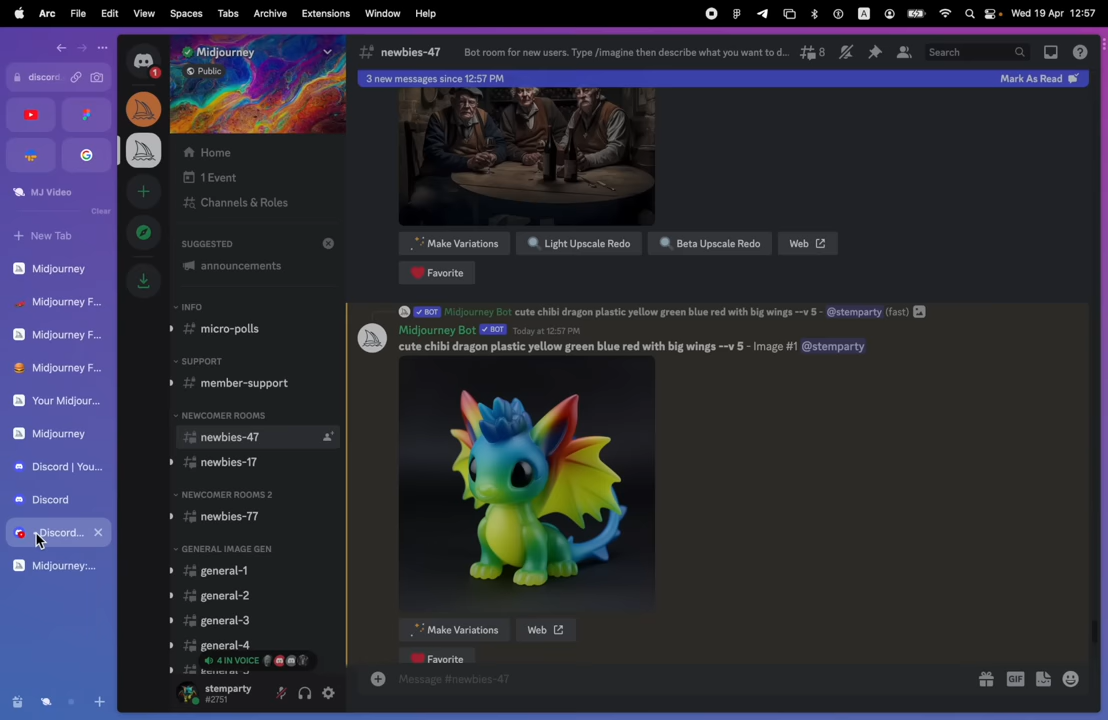 Arc File Edit View Spaces Tabs Archive Extensions Window Help
A
Wed 19 Apr 12:57
discord.
MJ Video
Clear
+ New Tab
Midjourney
Midjourney F...
Midjourney F...
Midjourney F...
Your Midjour...
Midjourney
Discord | You...
Discord
Discord...
Midjourney:...
1
Midjourney
Public
Home
1 Event
Channels & Roles
SUGGESTED
announcements
INFO
micro-polls
SUPPORT
member-support
NEWCOMER ROOMS
newbies-47
newbies-17
NEWCOMER ROOMS 2
newbies-77
GENERAL IMAGE GEN
general-1
general-2
general-3
general-4
4 IN VOICE
stemparty
#2751
newbies-47
Bot room for new users. Type /imagine then describe what you want to d...
8
Search
3 new messages since 12:57 PM
Mark As Read
Make Variations
Light Upscale Redo
Beta Upscale Redo
Web
Favorite
BOT Midjourney Bot cute chibi dragon plastic yellow green blue red with big wings --v 5 - @stemparty (fast)
Midjourney Bot BOT Today at 12:57 PM
cute chibi dragon plastic yellow green blue red with big wings --v 5 - Image #1 @stemparty
Make Variations
Web
Favorite
Message #newbies-47
GIF